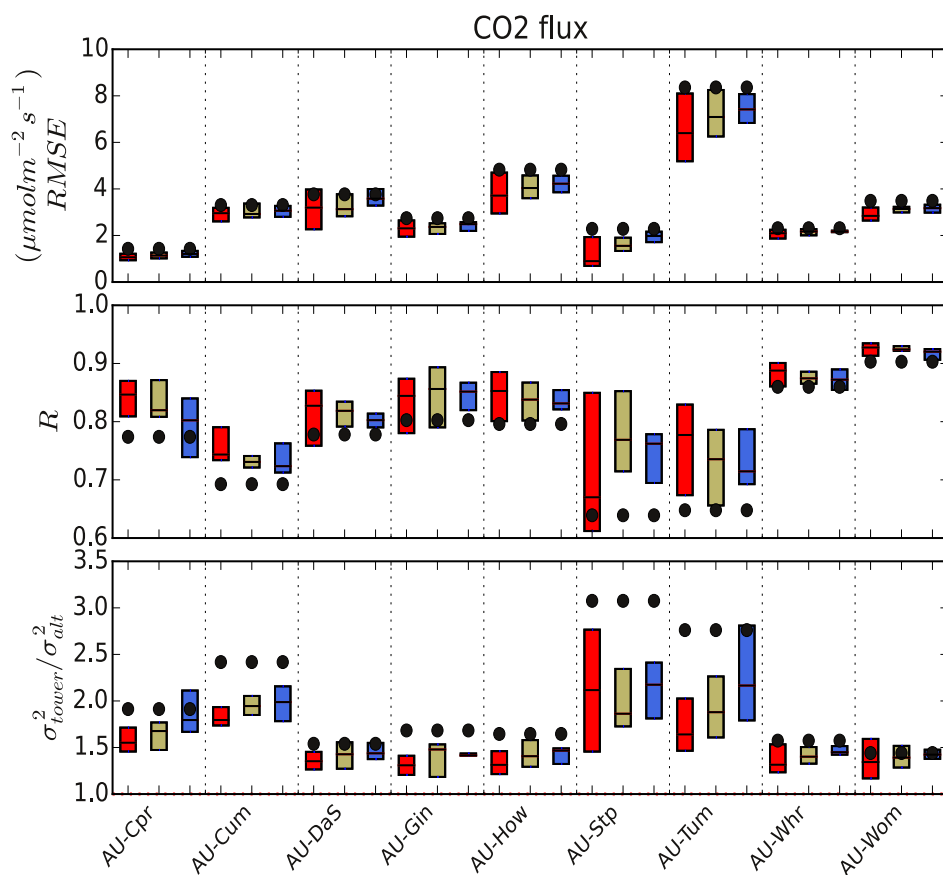 CO2 flux
(μmolm⁻² s⁻¹)
RMSE
10
8
6
4
2
0
R
1.0
0.9
0.8
0.7
0.6
σ²tower/σ²alt
3.5
3.0
2.5
2.0
1.5
1.0
AU-Cpr
AU-Cum
AU-DaS
AU-Gin
AU-How
AU-Stp
AU-Tum
AU-Whr
AU-Wom